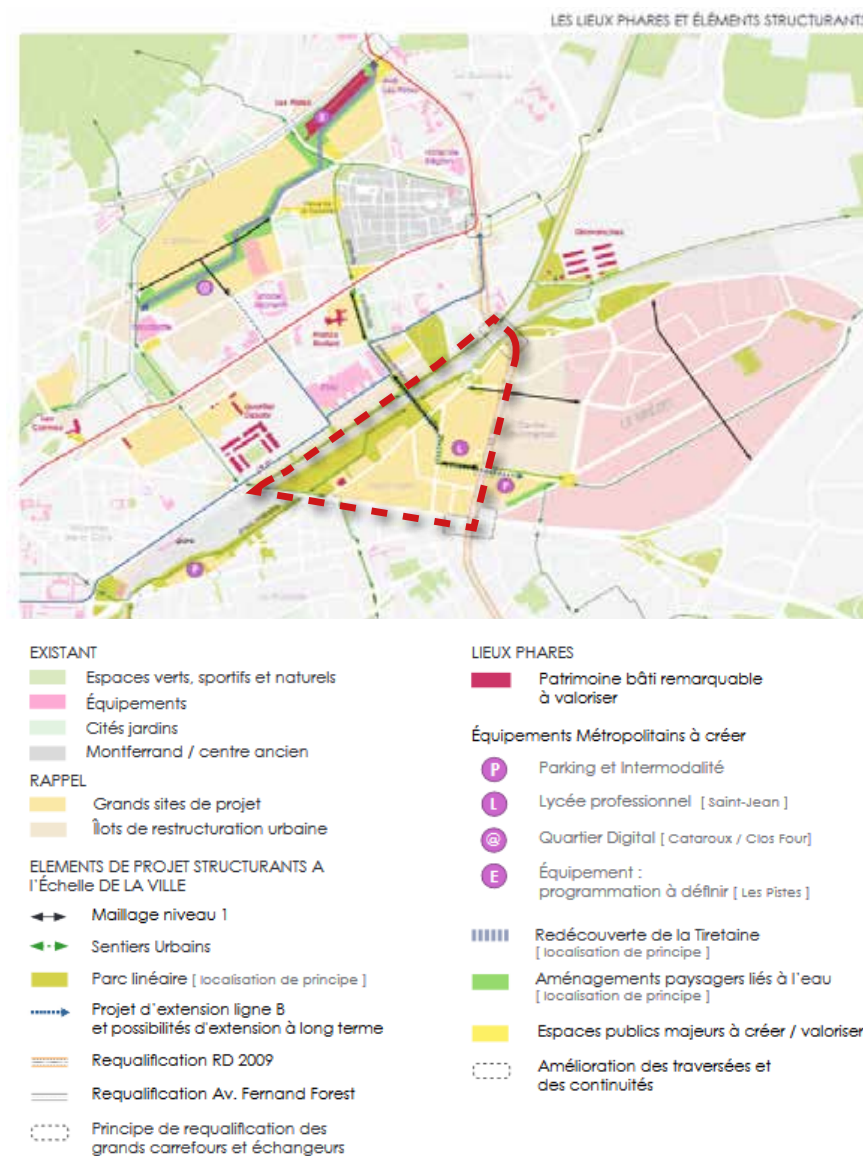 LES LIEUX PHARES ET ÉLÉMENTS STRUCTURANTS
Les Pistes
E
@
L
P
P
EXISTANT
Espaces verts, sportifs et naturels
Équipements
Cités jardins
Montferrand / centre ancien
RAPPEL
Grands sites de projet
Îlots de restructuration urbaine
ELEMENTS DE PROJET STRUCTURANTS A
l'Échelle DE LA VILLE
Maillage niveau 1
Sentiers Urbains
Parc linéaire [ localisation de principe ]
Projet d'extension ligne B
et possibilités d'extension à long terme
Requalification RD 2009
Requalification Av. Fernand Forest
Principe de requalification des
grands carrefours et échangeurs
LIEUX PHARES
Patrimoine bâti remarquable
à valoriser
Équipements Métropolitains à créer
P Parking et Intermodalité
L Lycée professionnel [ Saint-Jean ]
@ Quartier Digital [ Cataroux / Clos Four]
E Équipement :
programmation à définir [ Les Pistes ]
Redécouverte de la Tiretaine
[ localisation de principe ]
Aménagements paysagers liés à l'eau
[ localisation de principe ]
Espaces publics majeurs à créer / valoriser
Amélioration des traversées et
des continuités